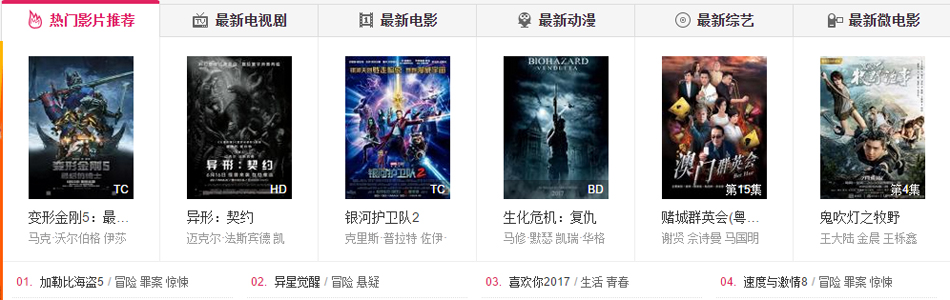 热门影片推荐
最新电视剧
最新电影
最新动漫
最新综艺
最新微电影
变形金刚5
TC
异形：契约
6月16日
HD
银河护卫队2
TC
BIOHAZARD
VENDETTA
2017
BD
澳门群英会
第15集
牧野诡事
第4集
变形金刚5：最...
异形：契约
银河护卫队2
生化危机：复仇
赌城群英会(粤...
鬼吹灯之牧野
马克·沃尔伯格 伊莎
迈克尔·法斯宾德 凯
克里斯·普拉特 佐伊·
马修·默瑟 凯瑞·华格
谢贤 佘诗曼 马国明
王大陆 金晨 王栎鑫
01. 加勒比海盗5 / 冒险 罪案 惊悚
02. 异星觉醒 / 冒险 悬疑
03. 喜欢你2017 / 生活 青春
04. 速度与激情8 / 冒险 罪案 惊悚